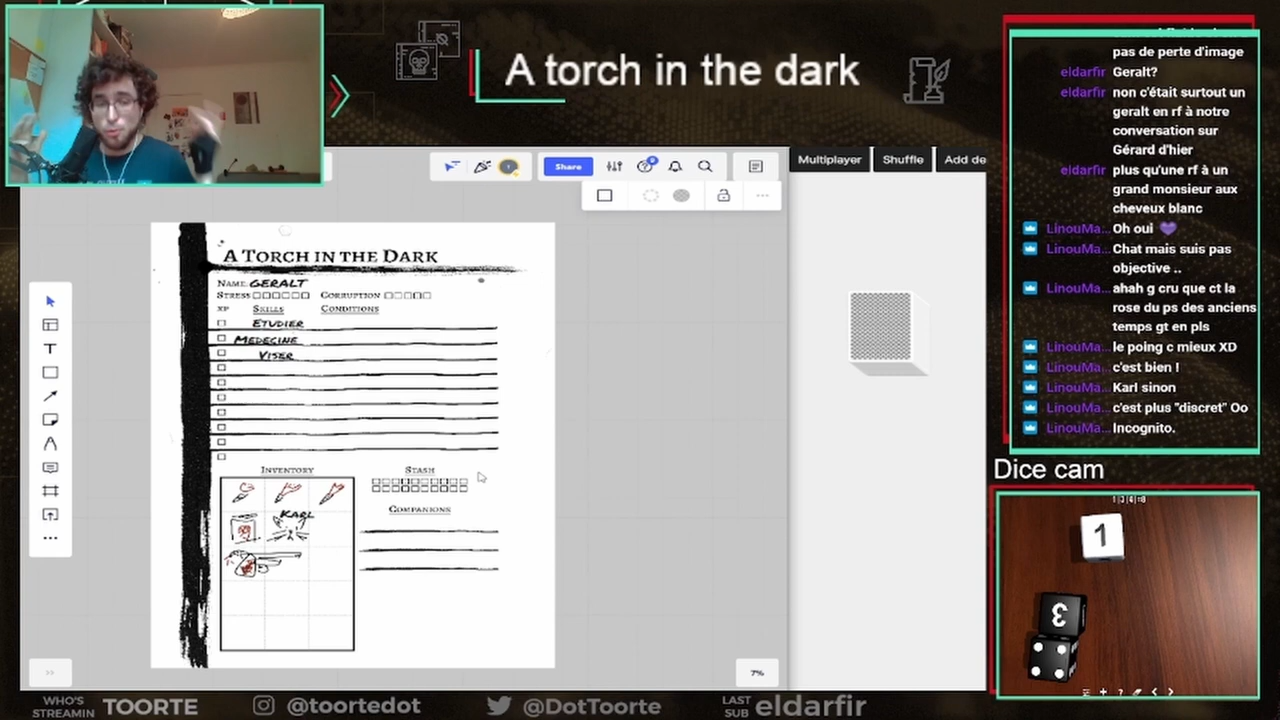 A torch in the dark
Share
Multiplayer
Shuffle
Add de
A TORCH IN THE DARK
NAME GERALT
STRESS
CORRUPTION
XP
SKILLS
CONDITIONS
ETUDIER
MEDECINE
VISER
INVENTORY
STASH
KARL
COMPANIONS
7%
pas de perte d'image
eldarfir Geralt?
eldarfir non c'était surtout un
geralt en rf à notre
conversation sur
Gérard d'hier
eldarfir plus qu'une rf à un
grand monsieur aux
cheveux blanc
LinouMa... Oh oui 💜
LinouMa... Chat mais suis pas
objective ..
LinouMa... ahah g cru que ct la
rose du ps des anciens
temps gt en pls
LinouMa... le poing c mieux XD
LinouMa... c'est bien !
LinouMa... Karl sinon
LinouMa... c'est plus "discret" Oo
LinouMa... Incognito.
Dice cam
1
3
WHO'S
STREAMIN
TOORTE
@toortedot
@DotToorte
LAST
SUB
eldarfir